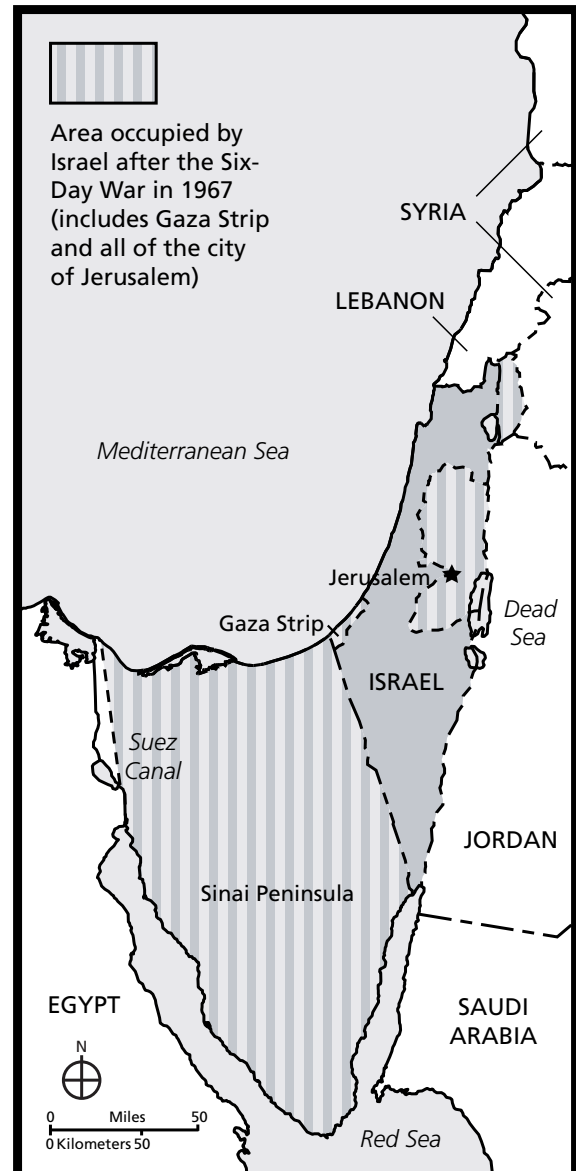 Area occupied by
Israel after the Six-
Day War in 1967
(includes Gaza Strip
and all of the city
of Jerusalem)
SYRIA
LEBANON
Mediterranean Sea
Jerusalem
Gaza Strip
Dead
Sea
ISRAEL
Suez
Canal
JORDAN
Sinai Peninsula
EGYPT
SAUDI
ARABIA
N
0 Miles 50
0 Kilometers 50
Red Sea